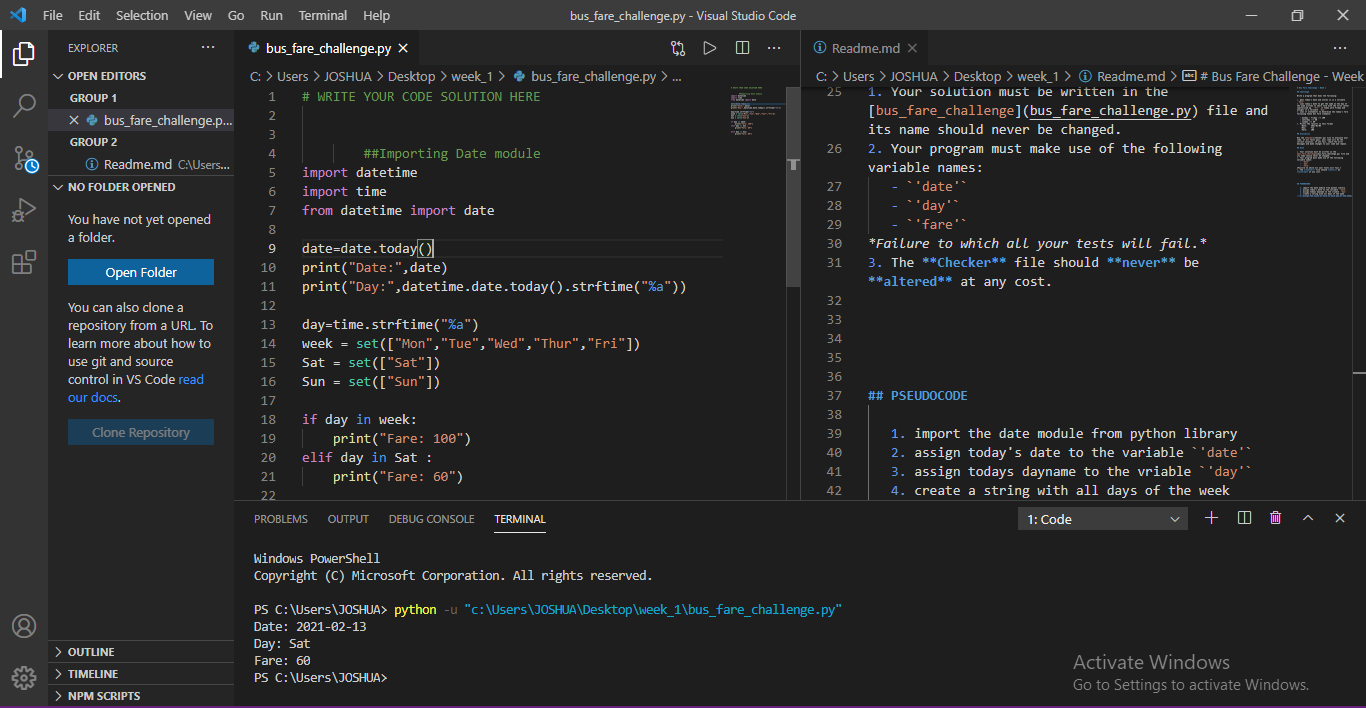 File Edit Selection View Go Run Terminal Help
bus_fare_challenge.py - Visual Studio Code
EXPLORER
OPEN EDITORS
GROUP 1
bus_fare_challenge.p...
GROUP 2
Readme.md C:\Users...
NO FOLDER OPENED
You have not yet opened
a folder.
Open Folder
You can also clone a
repository from a URL. To
learn more about how to
use git and source
control in VS Code read
our docs.
Clone Repository
OUTLINE
TIMELINE
NPM SCRIPTS
bus_fare_challenge.py
C: > Users > JOSHUA > Desktop > week_1 > bus_fare_challenge.py > ...
1 # WRITE YOUR CODE SOLUTION HERE
2
3
4 ##Importing Date module
5 import datetime
6 import time
7 from datetime import date
8
9 date=date.today()
10 print("Date:",date)
11 print("Day:",datetime.date.today().strftime("%a"))
12
13 day=time.strftime("%a")
14 week = set(["Mon","Tue","Wed","Thur","Fri"])
15 Sat = set(["Sat"])
16 Sun = set(["Sun"])
17
18 if day in week:
19 print("Fare: 100")
20 elif day in Sat :
21 print("Fare: 60")
22
Readme.md
C: > Users > JOSHUA > Desktop > week_1 > Readme.md > # Bus Fare Challenge - Week
25 1. Your solution must be written in the
[bus_fare_challenge](bus_fare_challenge.py) file and
its name should never be changed.
26 2. Your program must make use of the following
variable names:
27 - `'date'`
28 - `'day'`
29 - `'fare'`
30 *Failure to which all your tests will fail.*
31 3. The **Checker** file should **never** be
**altered** at any cost.
32
33
34
35
36
37 ## PSEUDOCODE
38
39 1. import the date module from python library
40 2. assign today's date to the variable `'date'`
41 3. assign todays dayname to the vriable `'day'`
42 4. create a string with all days of the week
PROBLEMS OUTPUT DEBUG CONSOLE TERMINAL
1: Code
Windows PowerShell
Copyright (C) Microsoft Corporation. All rights reserved.
PS C:\Users\JOSHUA> python -u "c:\Users\JOSHUA\Desktop\week_1\bus_fare_challenge.py"
Date: 2021-02-13
Day: Sat
Fare: 60
PS C:\Users\JOSHUA>
Activate Windows
Go to Settings to activate Windows.